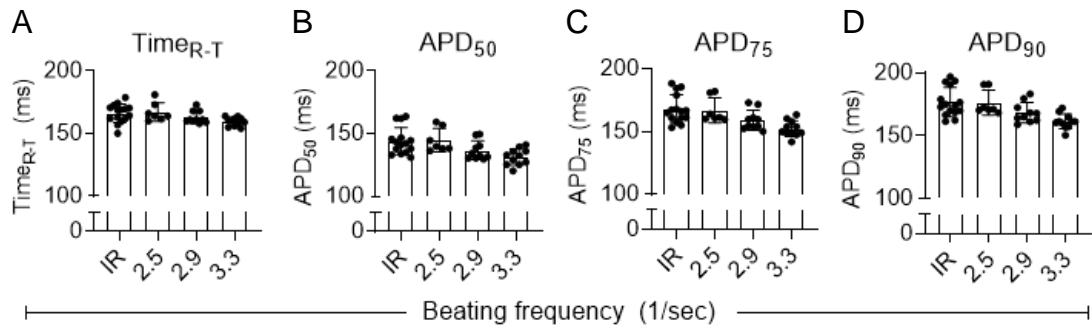 A
Time_R-T
Time_R-T (ms)
200
150
100
0
IR
2.5
2.9
3.3
B
APD_50
APD_50 (ms)
200
150
100
0
IR
2.5
2.9
3.3
C
APD_75
APD_75 (ms)
200
150
100
0
IR
2.5
2.9
3.3
D
APD_90
APD_90 (ms)
200
150
100
0
IR
2.5
2.9
3.3
Beating frequency (1/sec)